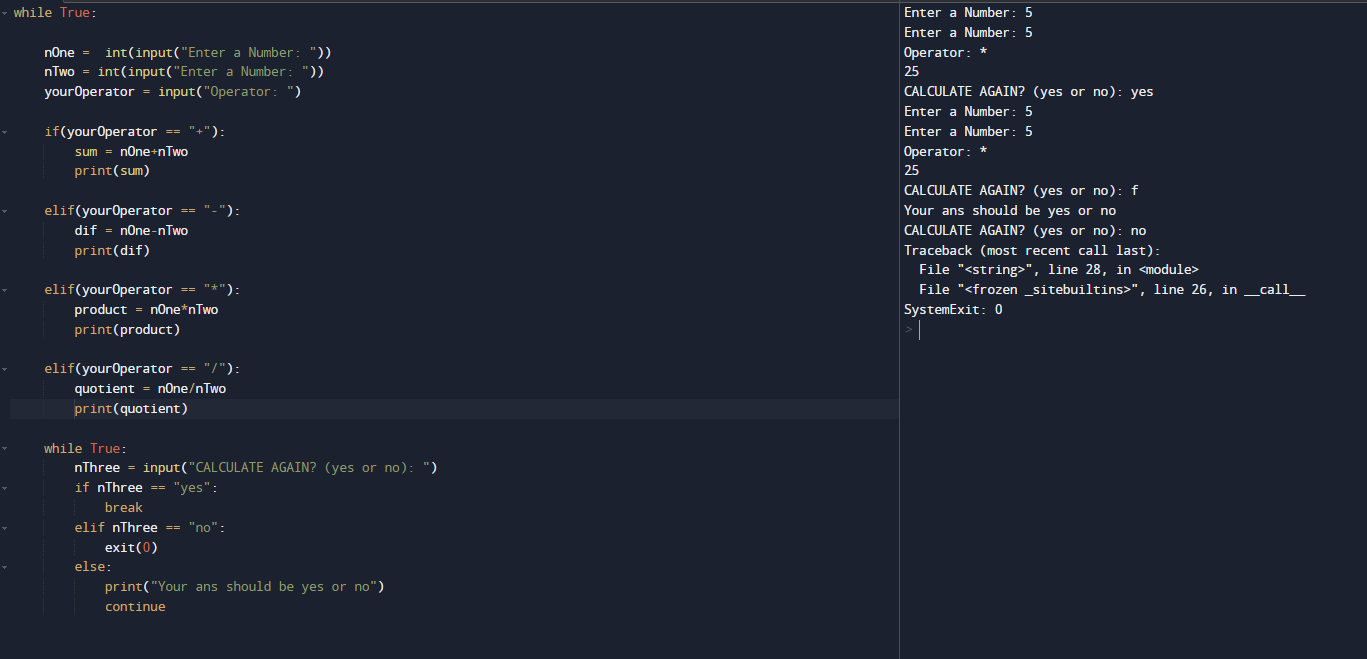 while True:
    nOne =  int(input("Enter a Number: "))
    nTwo = int(input("Enter a Number: "))
    yourOperator = input("Operator: ")
    if(yourOperator == "+"):
        sum = nOne+nTwo
        print(sum)
    elif(yourOperator == "-"):
        dif = nOne-nTwo
        print(dif)
    elif(yourOperator == "*"):
        product = nOne*nTwo
        print(product)
    elif(yourOperator == "/"):
        quotient = nOne/nTwo
        print(quotient)
    while True:
        nThree = input("CALCULATE AGAIN? (yes or no): ")
        if nThree == "yes":
            break
        elif nThree == "no":
            exit(0)
        else:
            print("Your ans should be yes or no")
            continue
Enter a Number: 5
Enter a Number: 5
Operator: *
25
CALCULATE AGAIN? (yes or no): yes
Enter a Number: 5
Enter a Number: 5
Operator: *
25
CALCULATE AGAIN? (yes or no): f
Your ans should be yes or no
CALCULATE AGAIN? (yes or no): no
Traceback (most recent call last):
  File "<string>", line 28, in <module>
  File "<frozen _sitebuiltins>", line 26, in __call__
SystemExit: 0
>